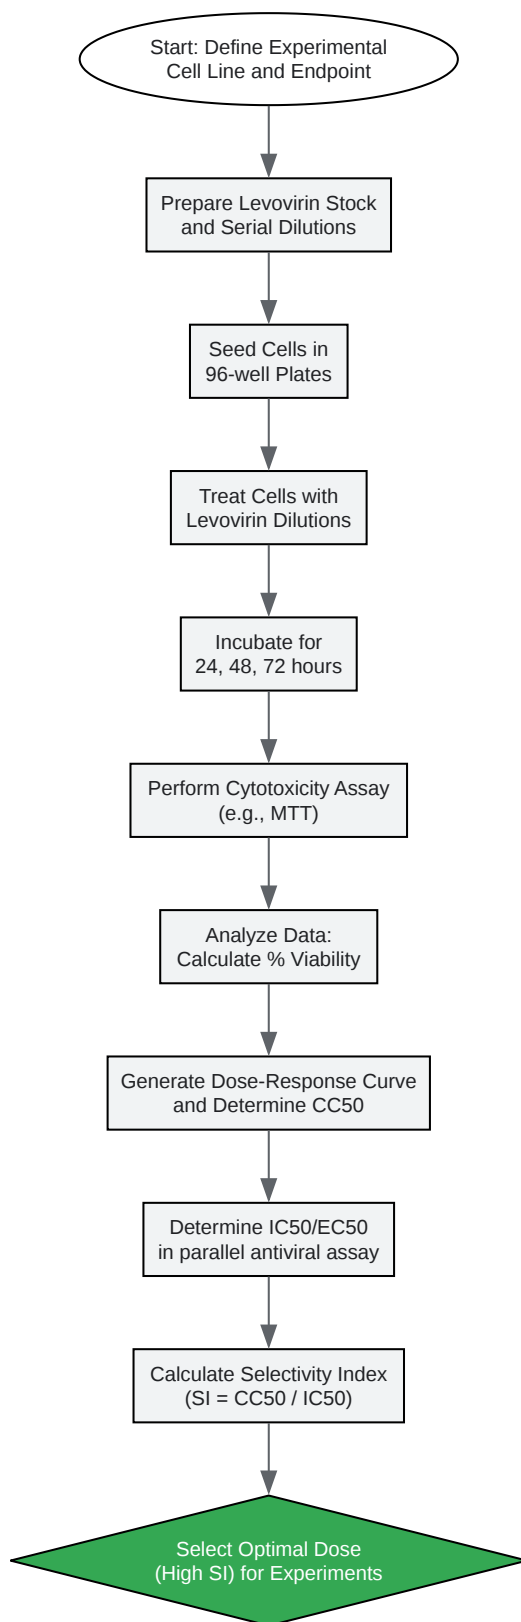 Start: Define Experimental
Cell Line and Endpoint
Prepare Levovirin Stock
and Serial Dilutions
Seed Cells in
96-well Plates
Treat Cells with
Levovirin Dilutions
Incubate for
24, 48, 72 hours
Perform Cytotoxicity Assay
(e.g., MTT)
Analyze Data:
Calculate % Viability
Generate Dose-Response Curve
and Determine CC50
Determine IC50/EC50
in parallel antiviral assay
Calculate Selectivity Index
(SI = CC50 / IC50)
Select Optimal Dose
(High SI) for Experiments